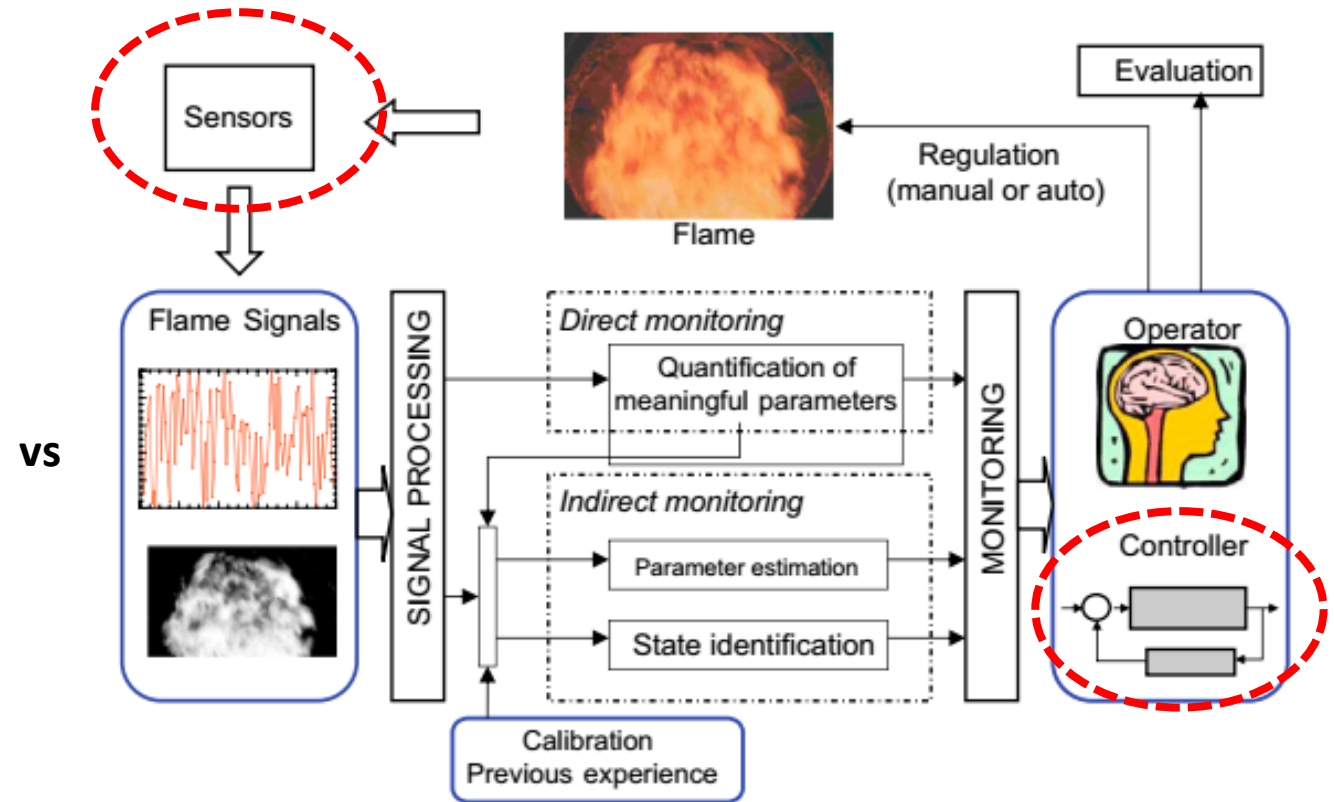 Sensors
Evaluation
Regulation
(manual or auto)
Flame
vs
Flame Signals
SIGNAL PROCESSING
Direct monitoring
Quantification of
meaningful parameters
Indirect monitoring
Parameter estimation
State identification
Calibration
Previous experience
MONITORING
Operator
Controller